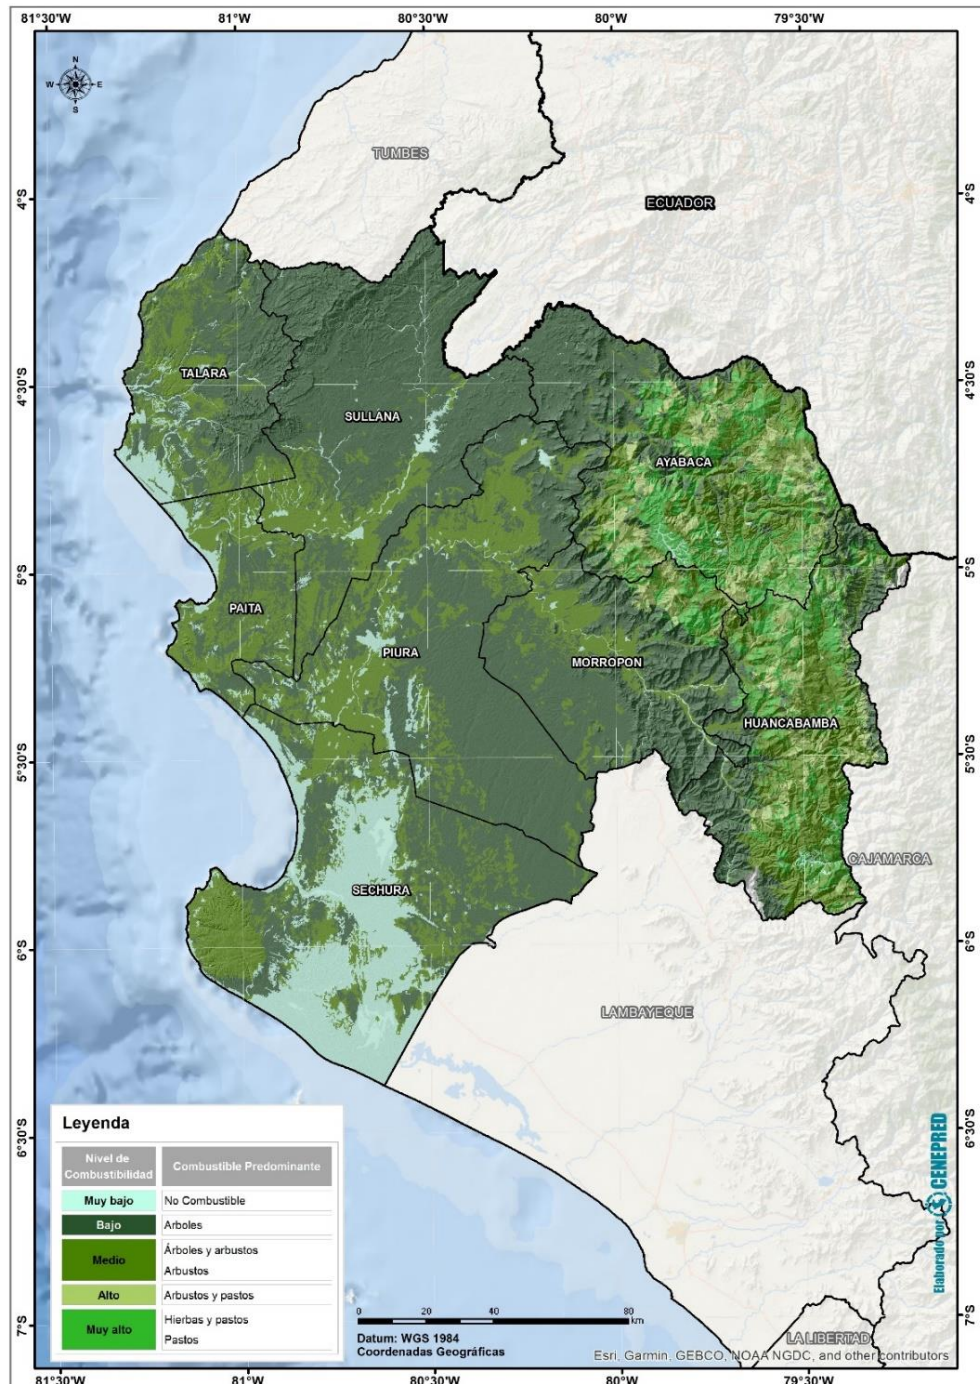 81°30'W
81°W
80°30'W
80°W
79°30'W
N
W
E
S
TUMBES
4°S
4°S
ECUADOR
TALARA
4°30'S
4°30'S
SULLANA
AYABACA
5°S
5°S
PAITA
PIURA
MORROPON
HUANCABAMBA
5°30'S
5°30'S
CAJAMARCA
SECHURA
6°S
6°S
LAMBAYEQUE
6°30'S
6°30'S
Leyenda
Nivel de Combustibilidad
Combustible Predominante
Muy bajo
No Combustible
Bajo
Arboles
Medio
Árboles y arbustos
Arbustos
Alto
Arbustos y pastos
Muy alto
Hierbas y pastos
Pastos
0 20 40 80
km
Datum: WGS 1984
Coordenadas Geográficas
Elaborado por CENEPRED
7°S
7°S
LA LIBERTAD
Esri, Garmin, GEBCO, NOAA NGDC, and other contributors
81°30'W
81°W
80°30'W
80°W
79°30'W